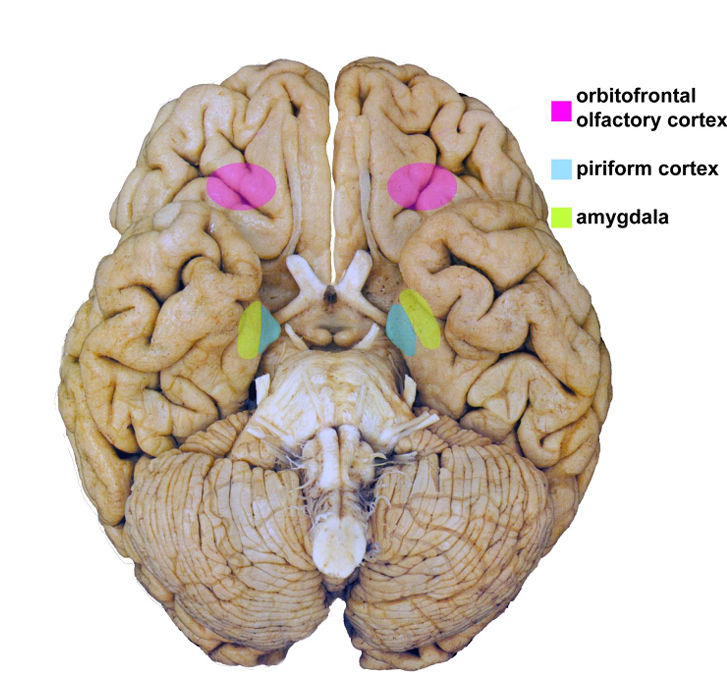 orbitofrontal
olfactory cortex
piriform cortex
amygdala